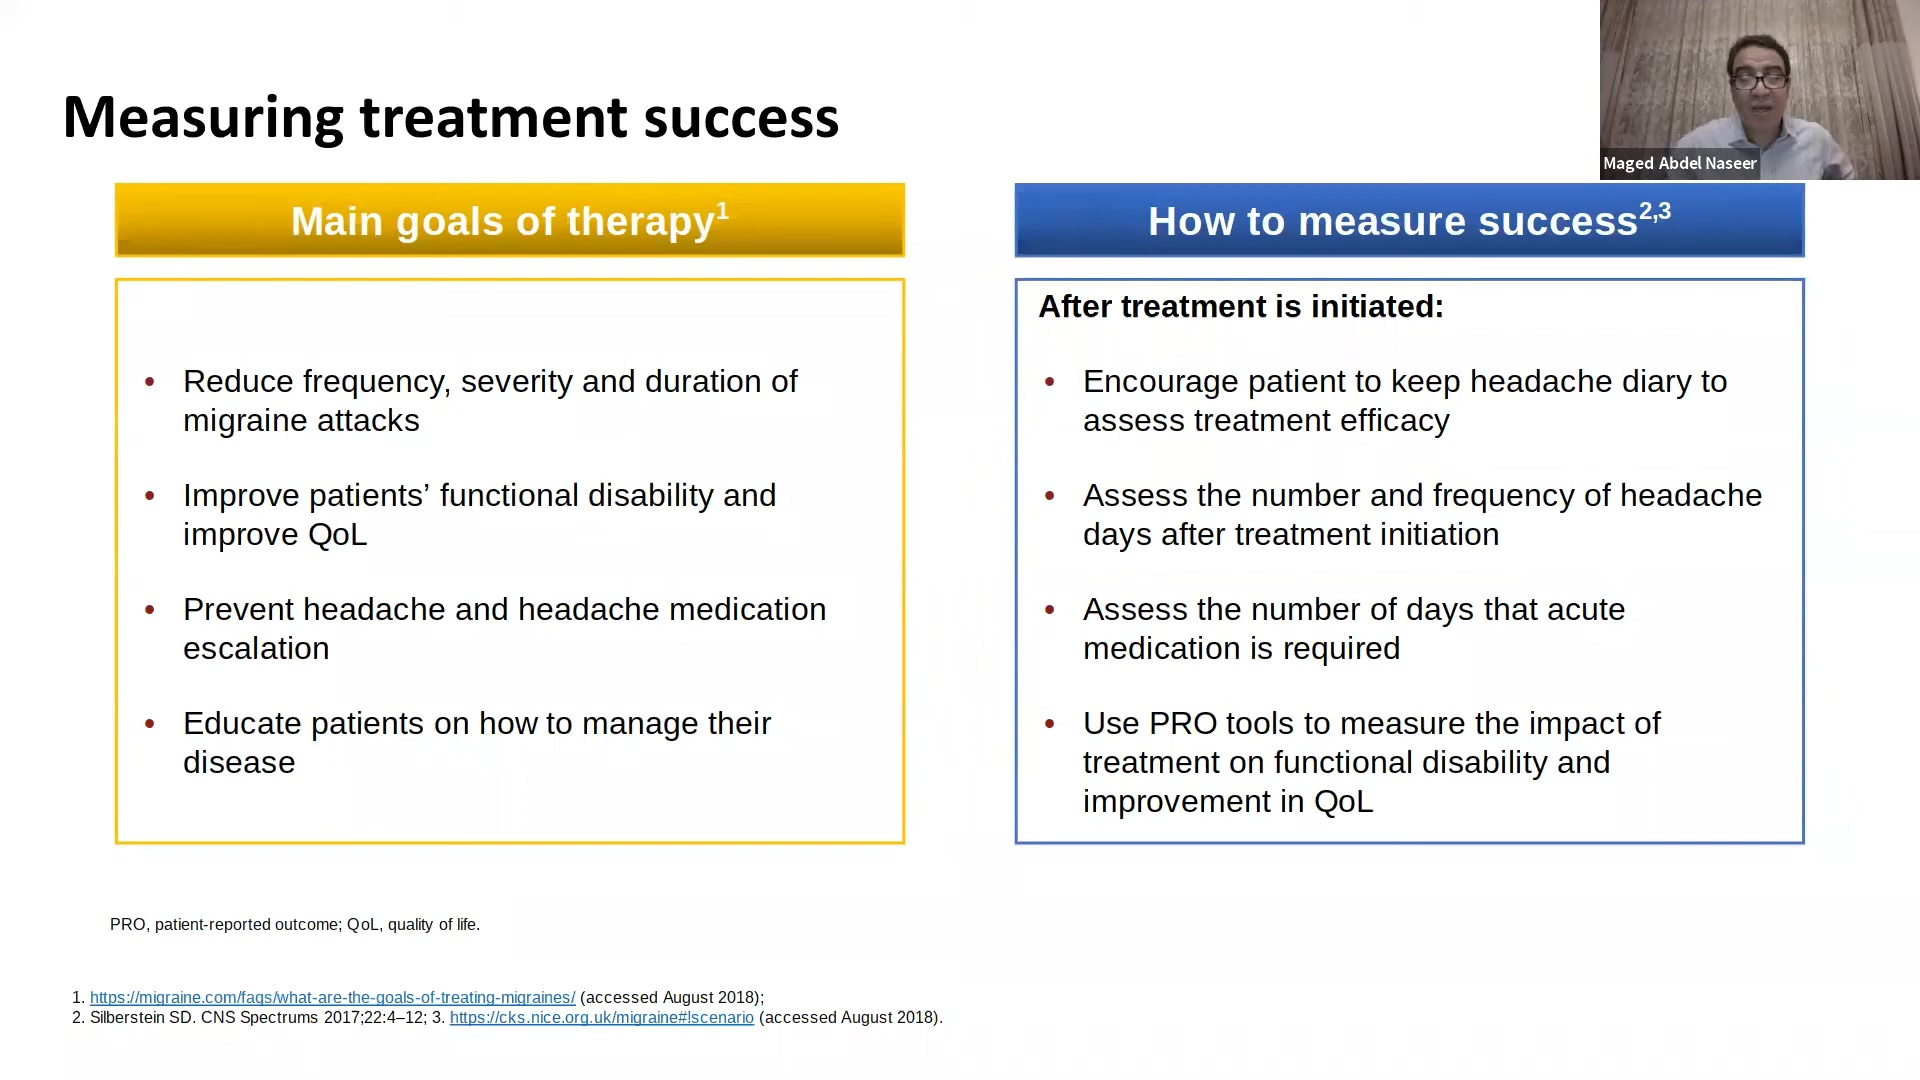 Measuring treatment success
Maged Abdel Naseer
Main goals of therapy1
• Reduce frequency, severity and duration of
migraine attacks
• Improve patients’ functional disability and
improve QoL
• Prevent headache and headache medication
escalation
• Educate patients on how to manage their
disease
How to measure success2,3
After treatment is initiated:
• Encourage patient to keep headache diary to
assess treatment efficacy
• Assess the number and frequency of headache
days after treatment initiation
• Assess the number of days that acute
medication is required
• Use PRO tools to measure the impact of
treatment on functional disability and
improvement in QoL
PRO, patient-reported outcome; QoL, quality of life.
1. https://migraine.com/faqs/what-are-the-goals-of-treating-migraines/ (accessed August 2018);
2. Silberstein SD. CNS Spectrums 2017;22:4–12; 3. https://cks.nice.org.uk/migraine#!scenario (accessed August 2018).